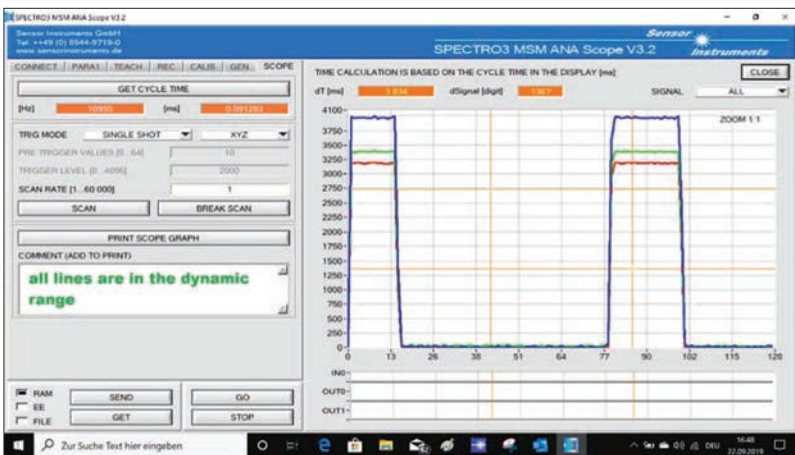 SPECTRO3 MSM ANA Scope V3.2
Sensor Instruments GmbH
Tel. ++49 (0) 8544-9719-0
www.sensorinstruments.de
SPECTRO3 MSM ANA Scope V3.2
Sensor Instruments
CONNECT PARA1 TEACH REC CALIB GEN SCOPE
GET CYCLE TIME
[Hz] 10955 [ms] 0.091283
TRIG MODE SINGLE SHOT XYZ
PRE TRIGGER VALUES [0..64] 10
TRIGGER LEVEL [0..4096] 2000
SCAN RATE [1..60 000] 1
SCAN BREAK SCAN
PRINT SCOPE GRAPH
COMMENT (ADD TO PRINT)
all lines are in the dynamic
range
RAM
EE
FILE
SEND GO
GET STOP
TIME CALCULATION IS BASED ON THE CYCLE TIME IN THE DISPLAY [ms]
CLOSE
dT [ms] 3.834 dSignal [digit] 1367 SIGNAL ALL
ZOOM 1:1
4100
3750
3500
3250
3000
2750
2500
2250
2000
1750
1500
1250
1000
750
500
250
0
0 13 26 38 51 64 77 90 102 115 128
IN0
OUT0
OUT1
Zur Suche Text hier eingeben
DEU
16:48
22.09.2019